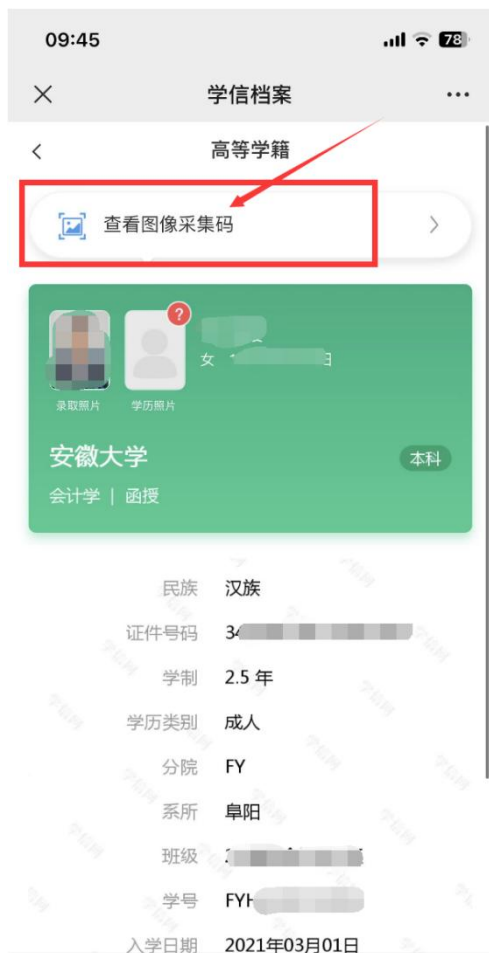 09:45 78
学信档案
高等学籍
查看图像采集码
?
女 日
录取照片 学历照片
安徽大学 本科
会计学 | 函授
民族 汉族
证件号码 34
学制 2.5 年
学历类别 成人
分院 FY
系所 阜阳
班级
学号 FYH
入学日期 2021年03月01日
学信网